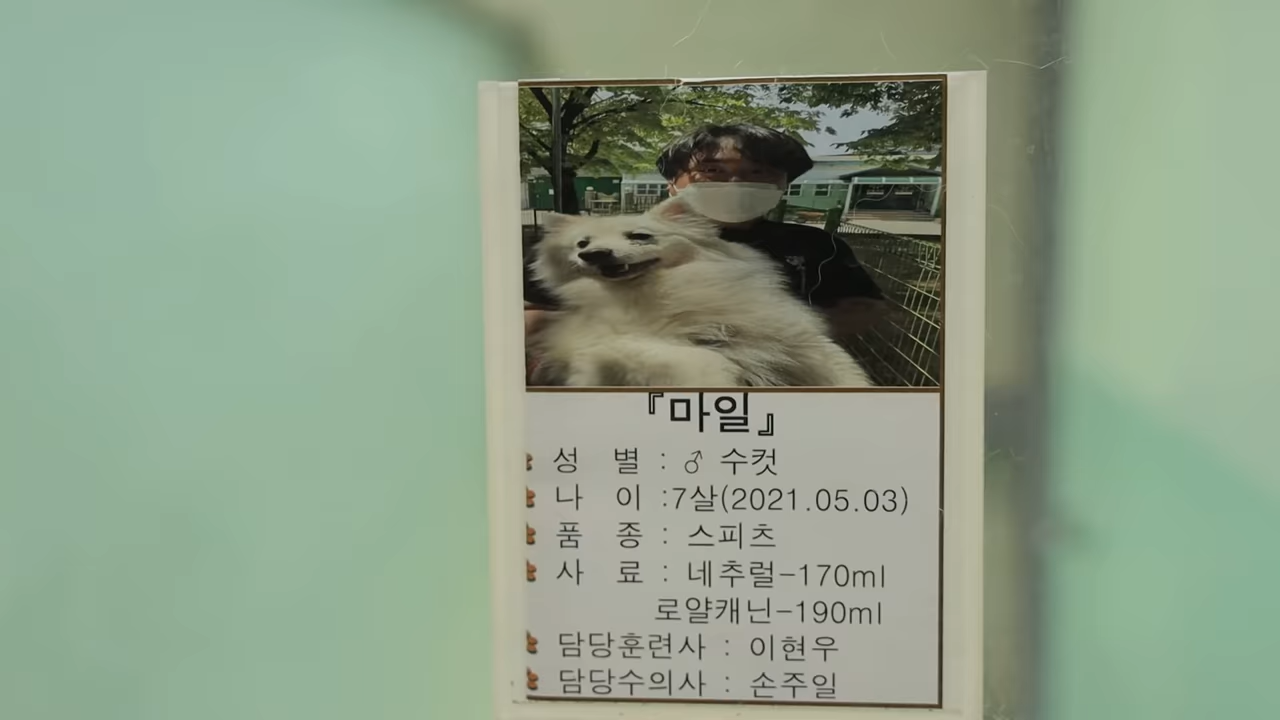 『마일』
성 별 : ♂ 수컷
나 이 :7살(2021.05.03)
품 종 : 스피츠
사 료 : 네추럴-170ml
로얄캐닌-190ml
담당훈련사 : 이현우
담당수의사 : 손주일